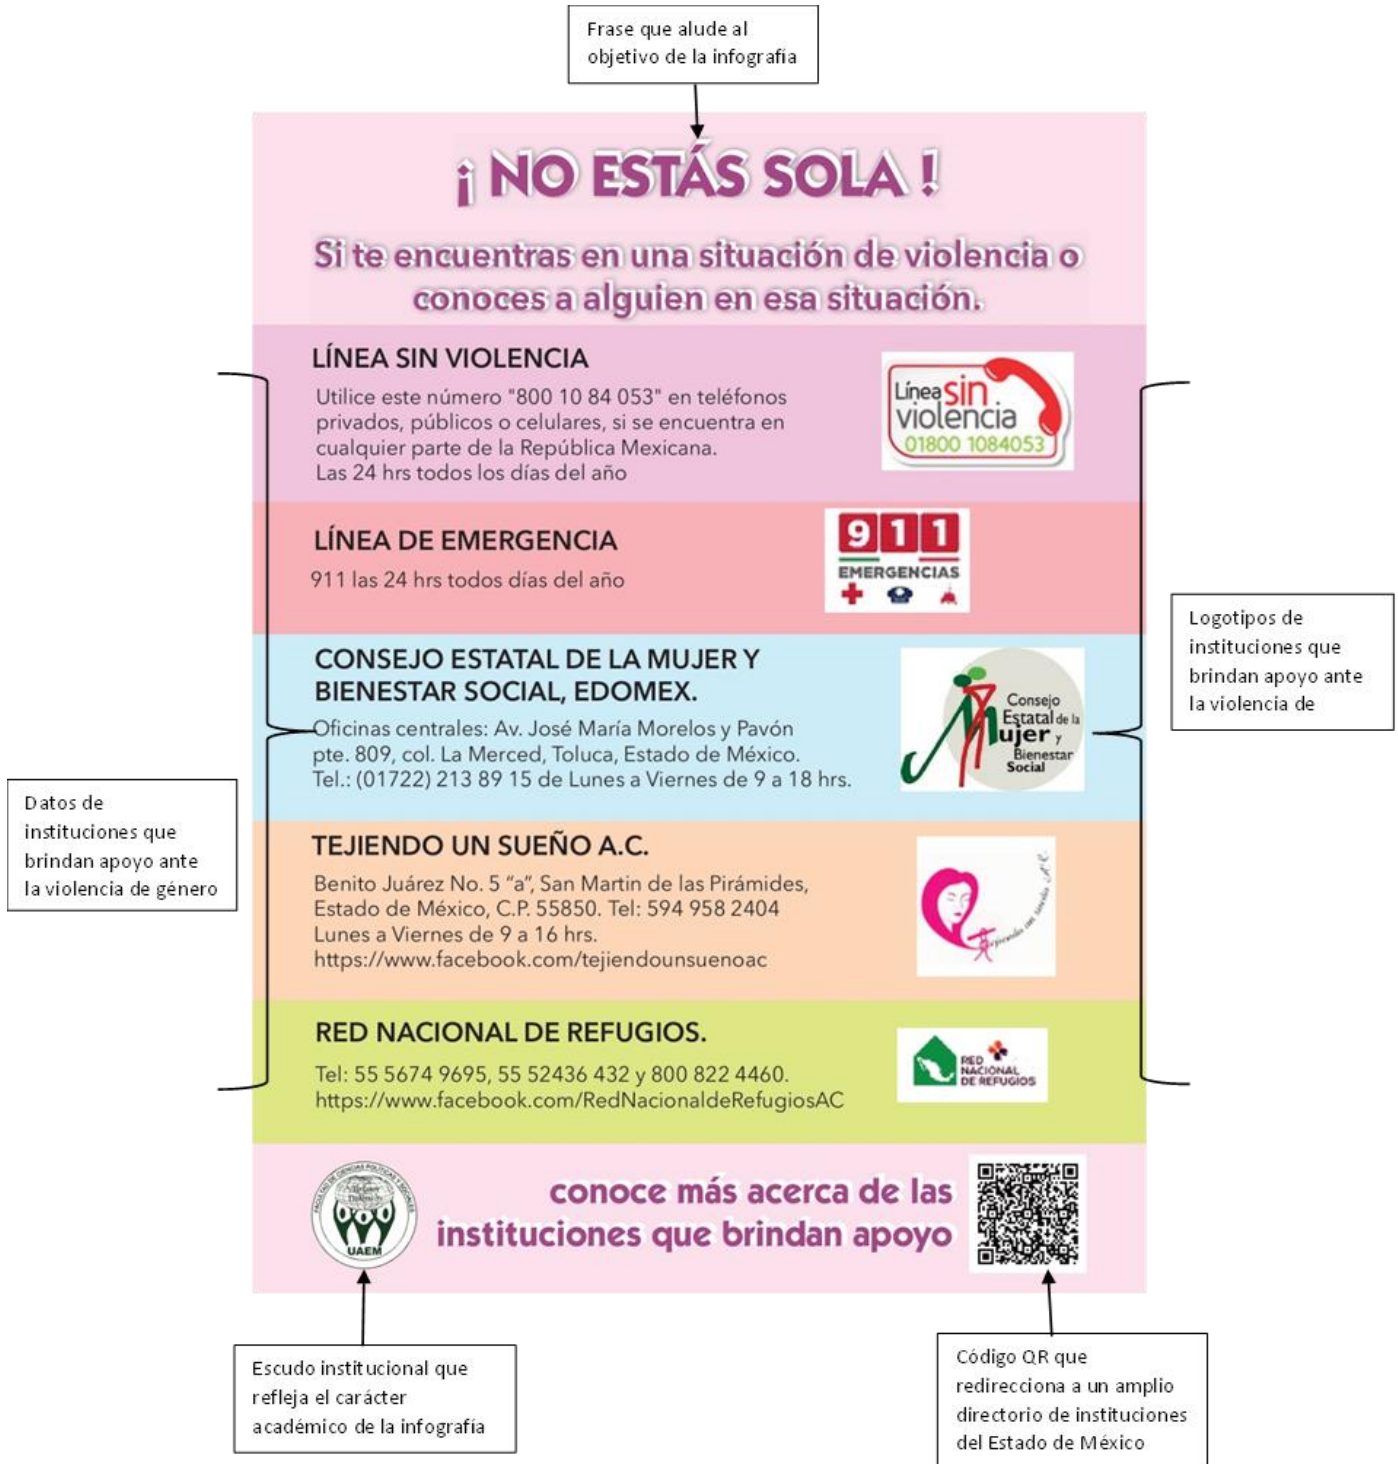 Frase que alude al
objetivo de la infografía
¡ NO ESTÁS SOLA !
Si te encuentras en una situación de violencia o
conoces a alguien en esa situación.
LÍNEA SIN VIOLENCIA
Utilice este número "800 10 84 053" en teléfonos
privados, públicos o celulares, si se encuentra en
cualquier parte de la República Mexicana.
Las 24 hrs todos los días del año
Línea sin
violencia
01800 1084053
LÍNEA DE EMERGENCIA
911 las 24 hrs todos días del año
911
EMERGENCIAS
CONSEJO ESTATAL DE LA MUJER Y
BIENESTAR SOCIAL, EDOMEX.
Oficinas centrales: Av. José María Morelos y Pavón
pte. 809, col. La Merced, Toluca, Estado de México.
Tel.: (01722) 213 89 15 de Lunes a Viernes de 9 a 18 hrs.
Consejo
Estatal de la
Mujer y
Bienestar
Social
Logotipos de
instituciones que
brindan apoyo ante
la violencia de
Datos de
instituciones que
brindan apoyo ante
la violencia de género
TEJIENDO UN SUEÑO A.C.
Benito Juárez No. 5 “a”, San Martin de las Pirámides,
Estado de México, C.P. 55850. Tel: 594 958 2404
Lunes a Viernes de 9 a 16 hrs.
https://www.facebook.com/tejiendounsuenoac
Tejiendo un sueño A.C.
RED NACIONAL DE REFUGIOS.
Tel: 55 5674 9695, 55 52436 432 y 800 822 4460.
https://www.facebook.com/RedNacionaldeRefugiosAC
RED
NACIONAL
DE REFUGIOS
FACULTAD DE CIENCIAS POLÍTICAS Y SOCIALES
UAEM
conoce más acerca de las
instituciones que brindan apoyo
Escudo institucional que
refleja el carácter
académico de la infografía
Código QR que
redirecciona a un amplio
directorio de instituciones
del Estado de México